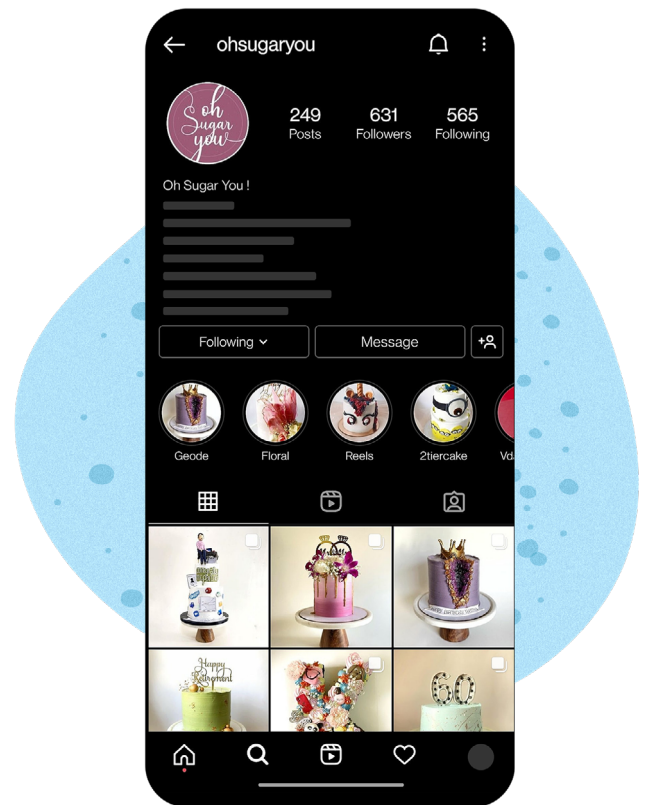 ohsugaryou
oh
Sugar
you
249 631 565
Posts Followers Following
Oh Sugar You !
Following Message
Geode Floral Reels 2tiercake
Happy
Retirement
60